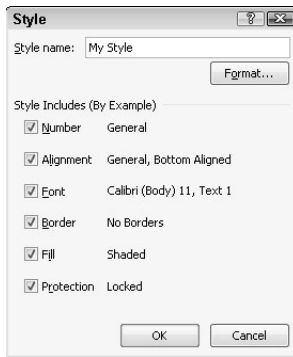 Style
Style name: My Style
Format...
Style Includes (By Example)
Number General
Alignment General, Bottom Aligned
Font Calibri (Body) 11, Text 1
Border No Borders
Fill Shaded
Protection Locked
OK Cancel